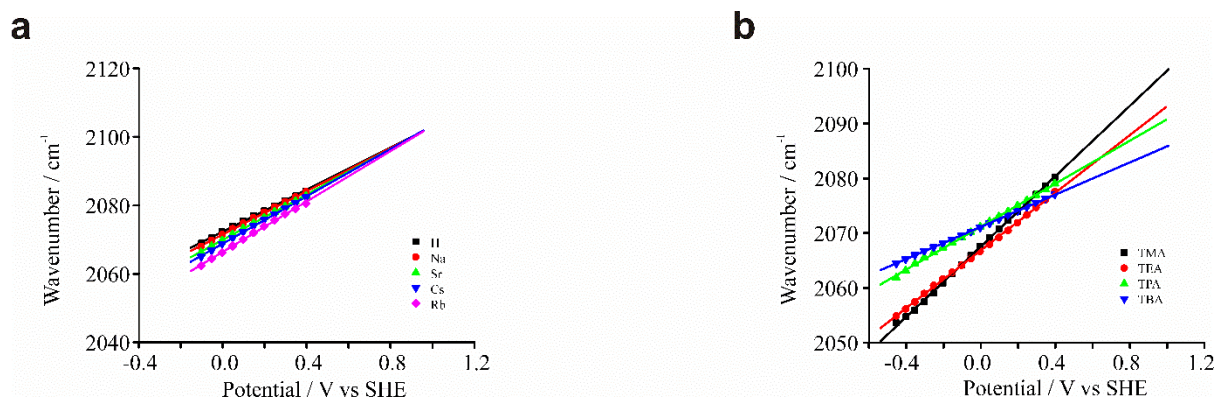 a
b
2120
2100
2080
2060
2040
-0.4
0.0
0.4
0.8
1.2
Wavenumber / cm⁻¹
Potential / V vs SHE
H
Na
Sr
Cs
Rb
2100
2090
2080
2070
2060
2050
-0.4
0.0
0.4
0.8
1.2
Wavenumber / cm⁻¹
Potential / V vs SHE
TMA
TEA
TPA
TBA